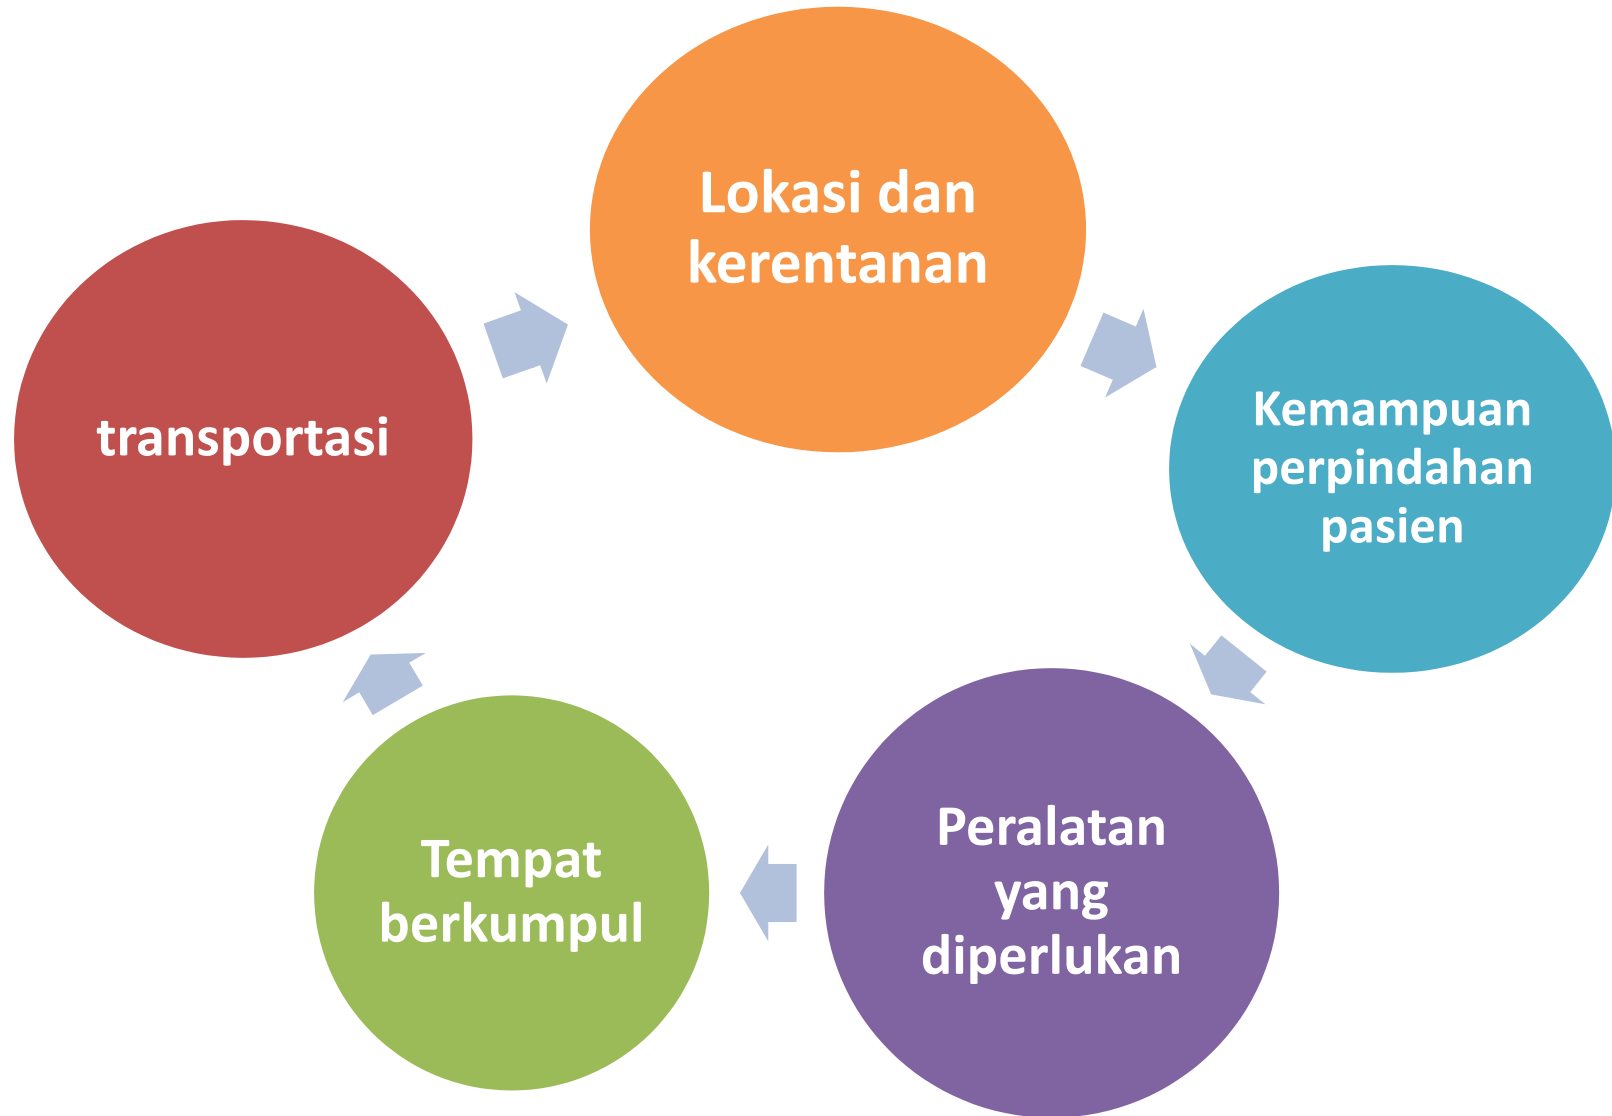 Lokasi dan
kerentanan
Kemampuan
perpindahan
pasien
Peralatan
yang
diperlukan
Tempat
berkumpul
transportasi